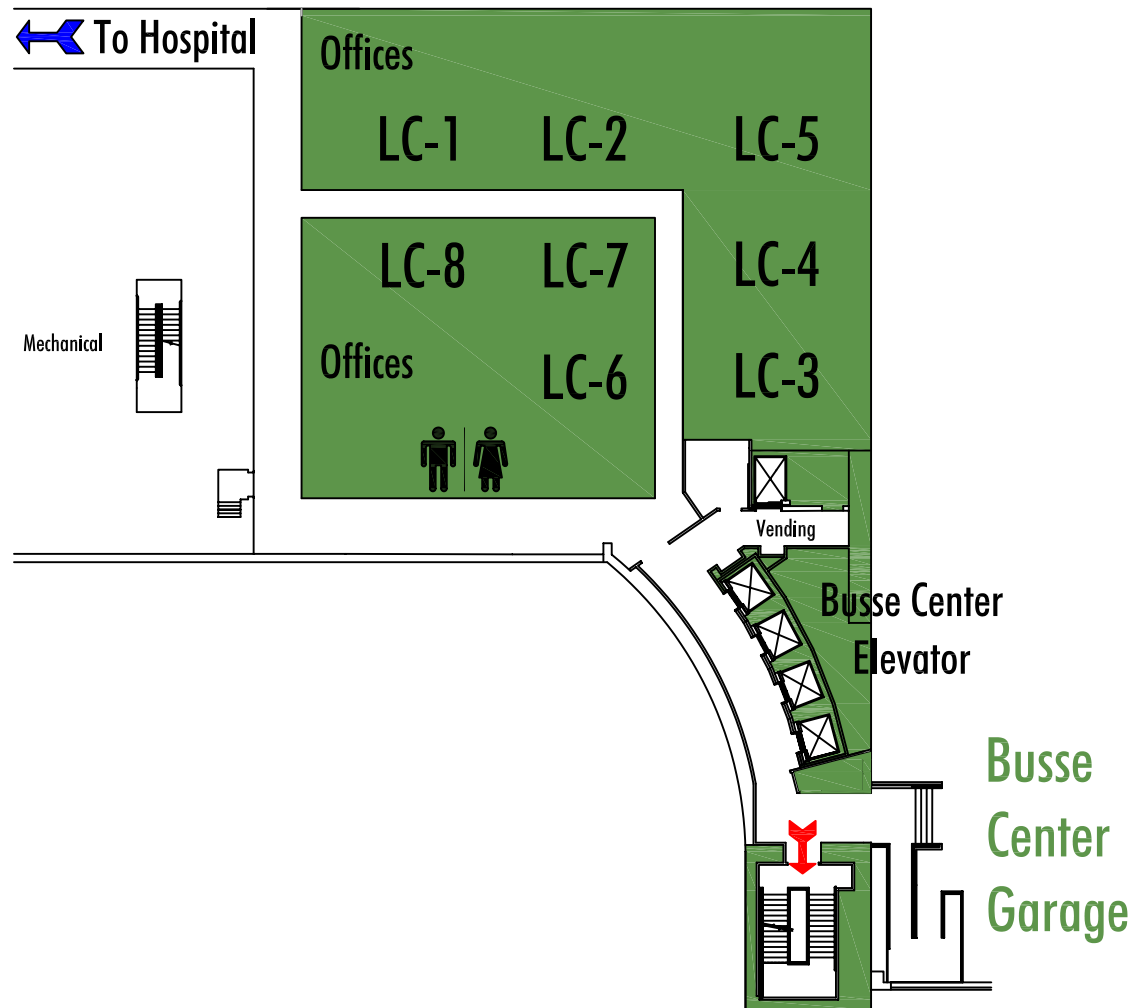 To Hospital
Offices
LC-1 LC-2 LC-5
LC-8 LC-7 LC-4
Mechanical
Offices
LC-6 LC-3
Vending
Busse Center
Elevator
Busse
Center
Garage